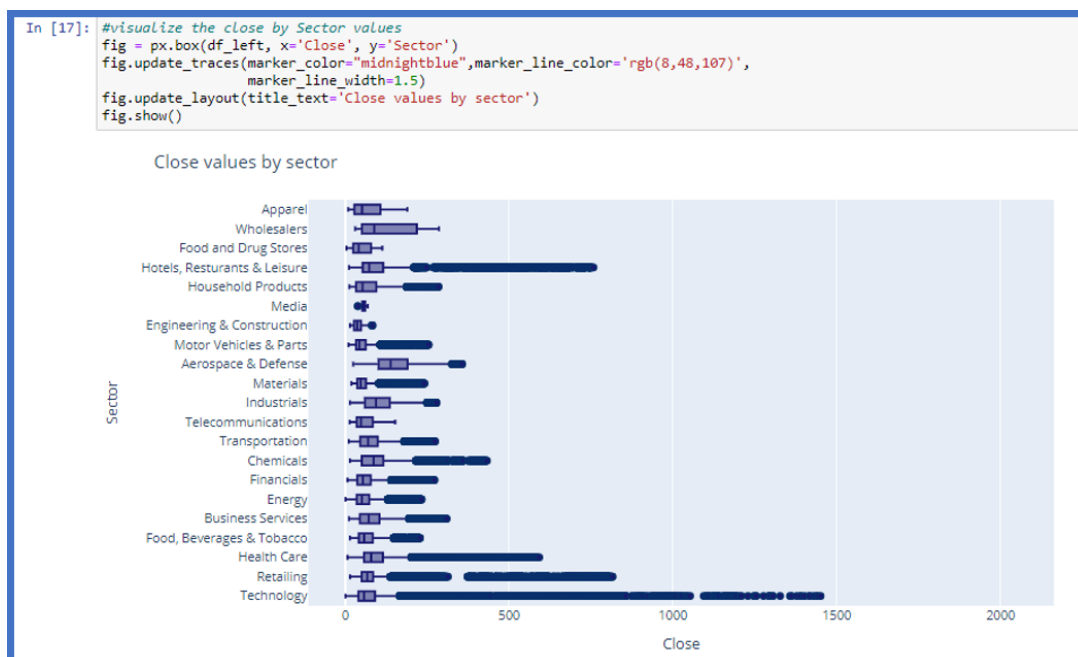 In [17]: #visualize the close by Sector values
fig = px.box(df_left, x='Close', y='Sector')
fig.update_traces(marker_color="midnightblue",marker_line_color='rgb(8,48,107)',
marker_line_width=1.5)
fig.update_layout(title_text='Close values by sector')
fig.show()
Close values by sector
Apparel
Wholesalers
Food and Drug Stores
Hotels, Resturants & Leisure
Household Products
Media
Engineering & Construction
Motor Vehicles & Parts
Aerospace & Defense
Materials
Industrials
Telecommunications
Transportation
Chemicals
Financials
Energy
Business Services
Food, Beverages & Tobacco
Health Care
Retailing
Technology
Sector
0 500 1000 1500 2000
Close